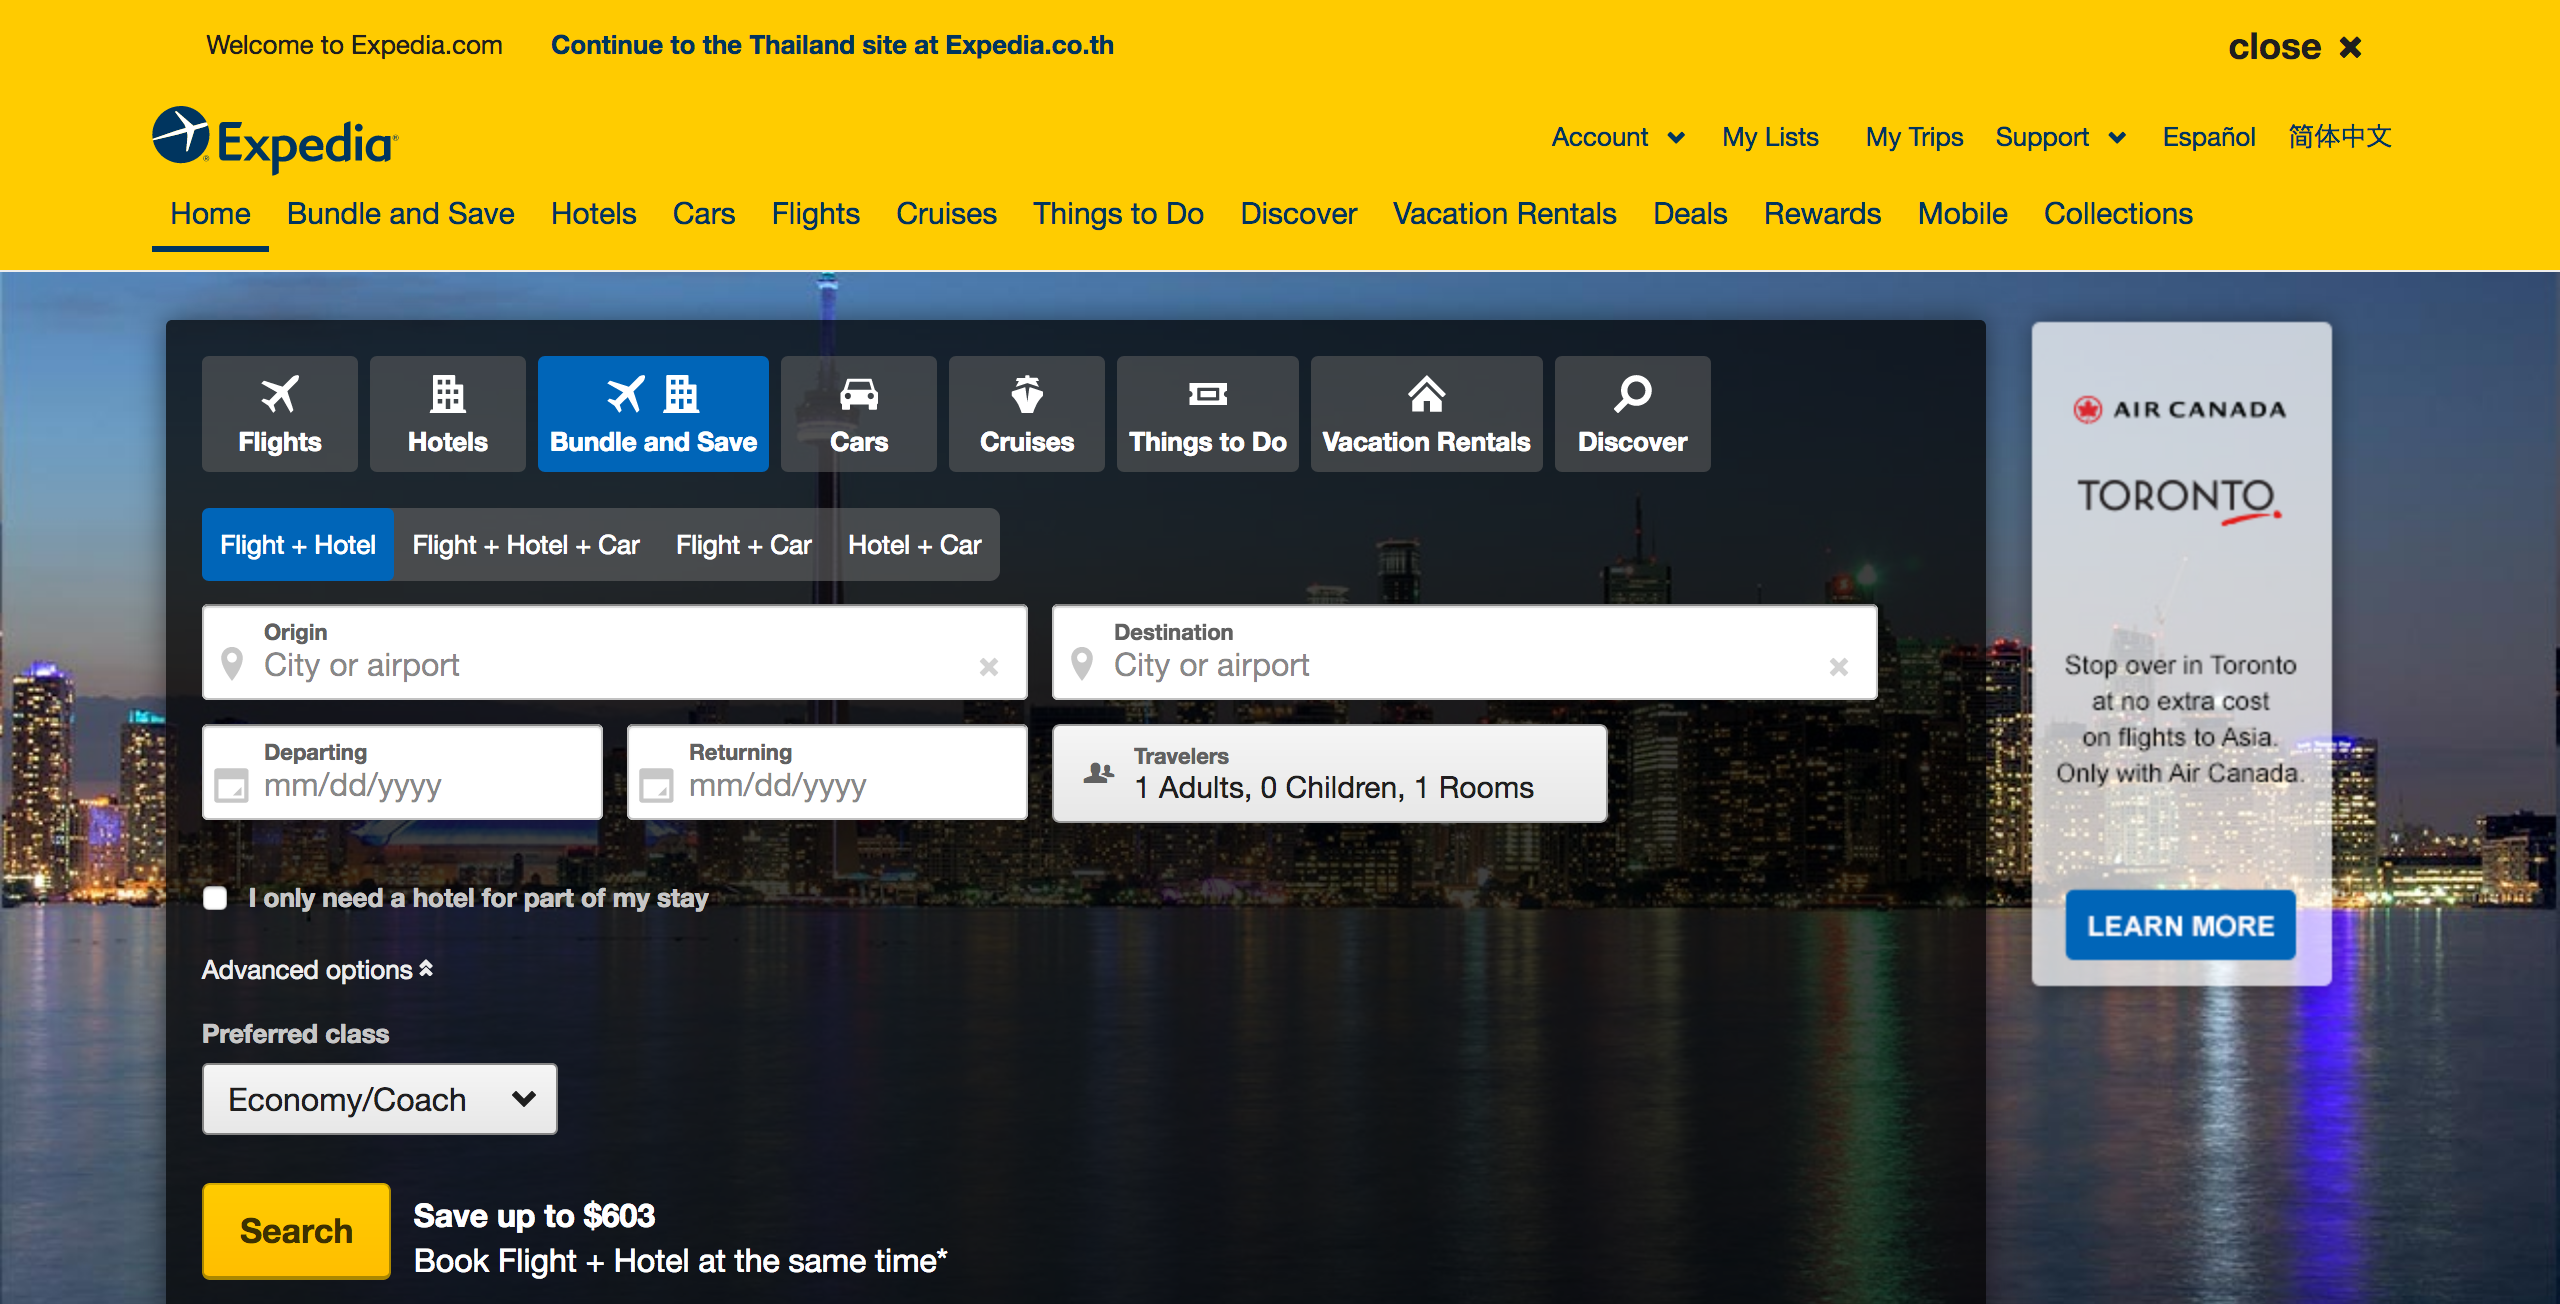 Welcome to Expedia.com Continue to the Thailand site at Expedia.co.th close ✖
Expedia®
Account My Lists My Trips Support Español 简体中文
Home Bundle and Save Hotels Cars Flights Cruises Things to Do Discover Vacation Rentals Deals Rewards Mobile Collections
Flights Hotels Bundle and Save Cars Cruises Things to Do Vacation Rentals Discover
Flight + Hotel Flight + Hotel + Car Flight + Car Hotel + Car
Origin
City or airport
Destination
City or airport
Departing
mm/dd/yyyy
Returning
mm/dd/yyyy
Travelers
1 Adults, 0 Children, 1 Rooms
I only need a hotel for part of my stay
Advanced options
Preferred class
Economy/Coach
Search
Save up to $603
Book Flight + Hotel at the same time*
AIR CANADA
TORONTO
Stop over in Toronto
at no extra cost
on flights to Asia.
Only with Air Canada.
LEARN MORE